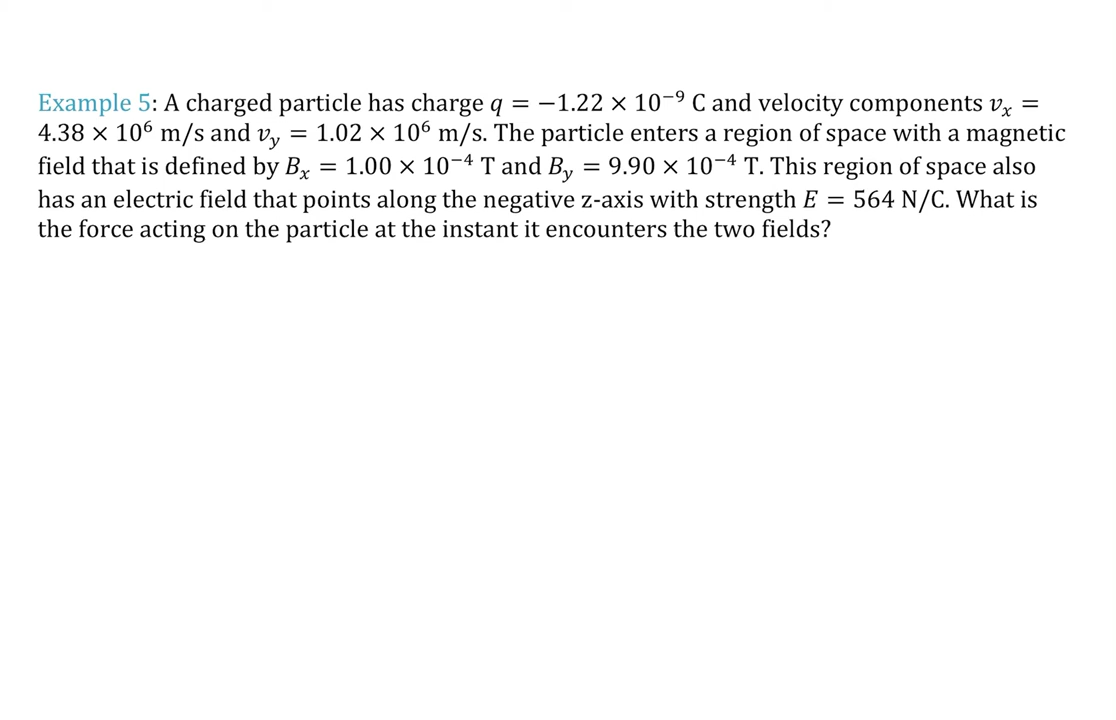 Example 5: A charged particle has charge q = −1.22 × 10⁻⁹ C and velocity components vₓ =
4.38 × 10⁶ m/s and v_y = 1.02 × 10⁶ m/s. The particle enters a region of space with a magnetic
field that is defined by Bₓ = 1.00 × 10⁻⁴ T and B_y = 9.90 × 10⁻⁴ T. This region of space also
has an electric field that points along the negative z-axis with strength E = 564 N/C. What is
the force acting on the particle at the instant it encounters the two fields?